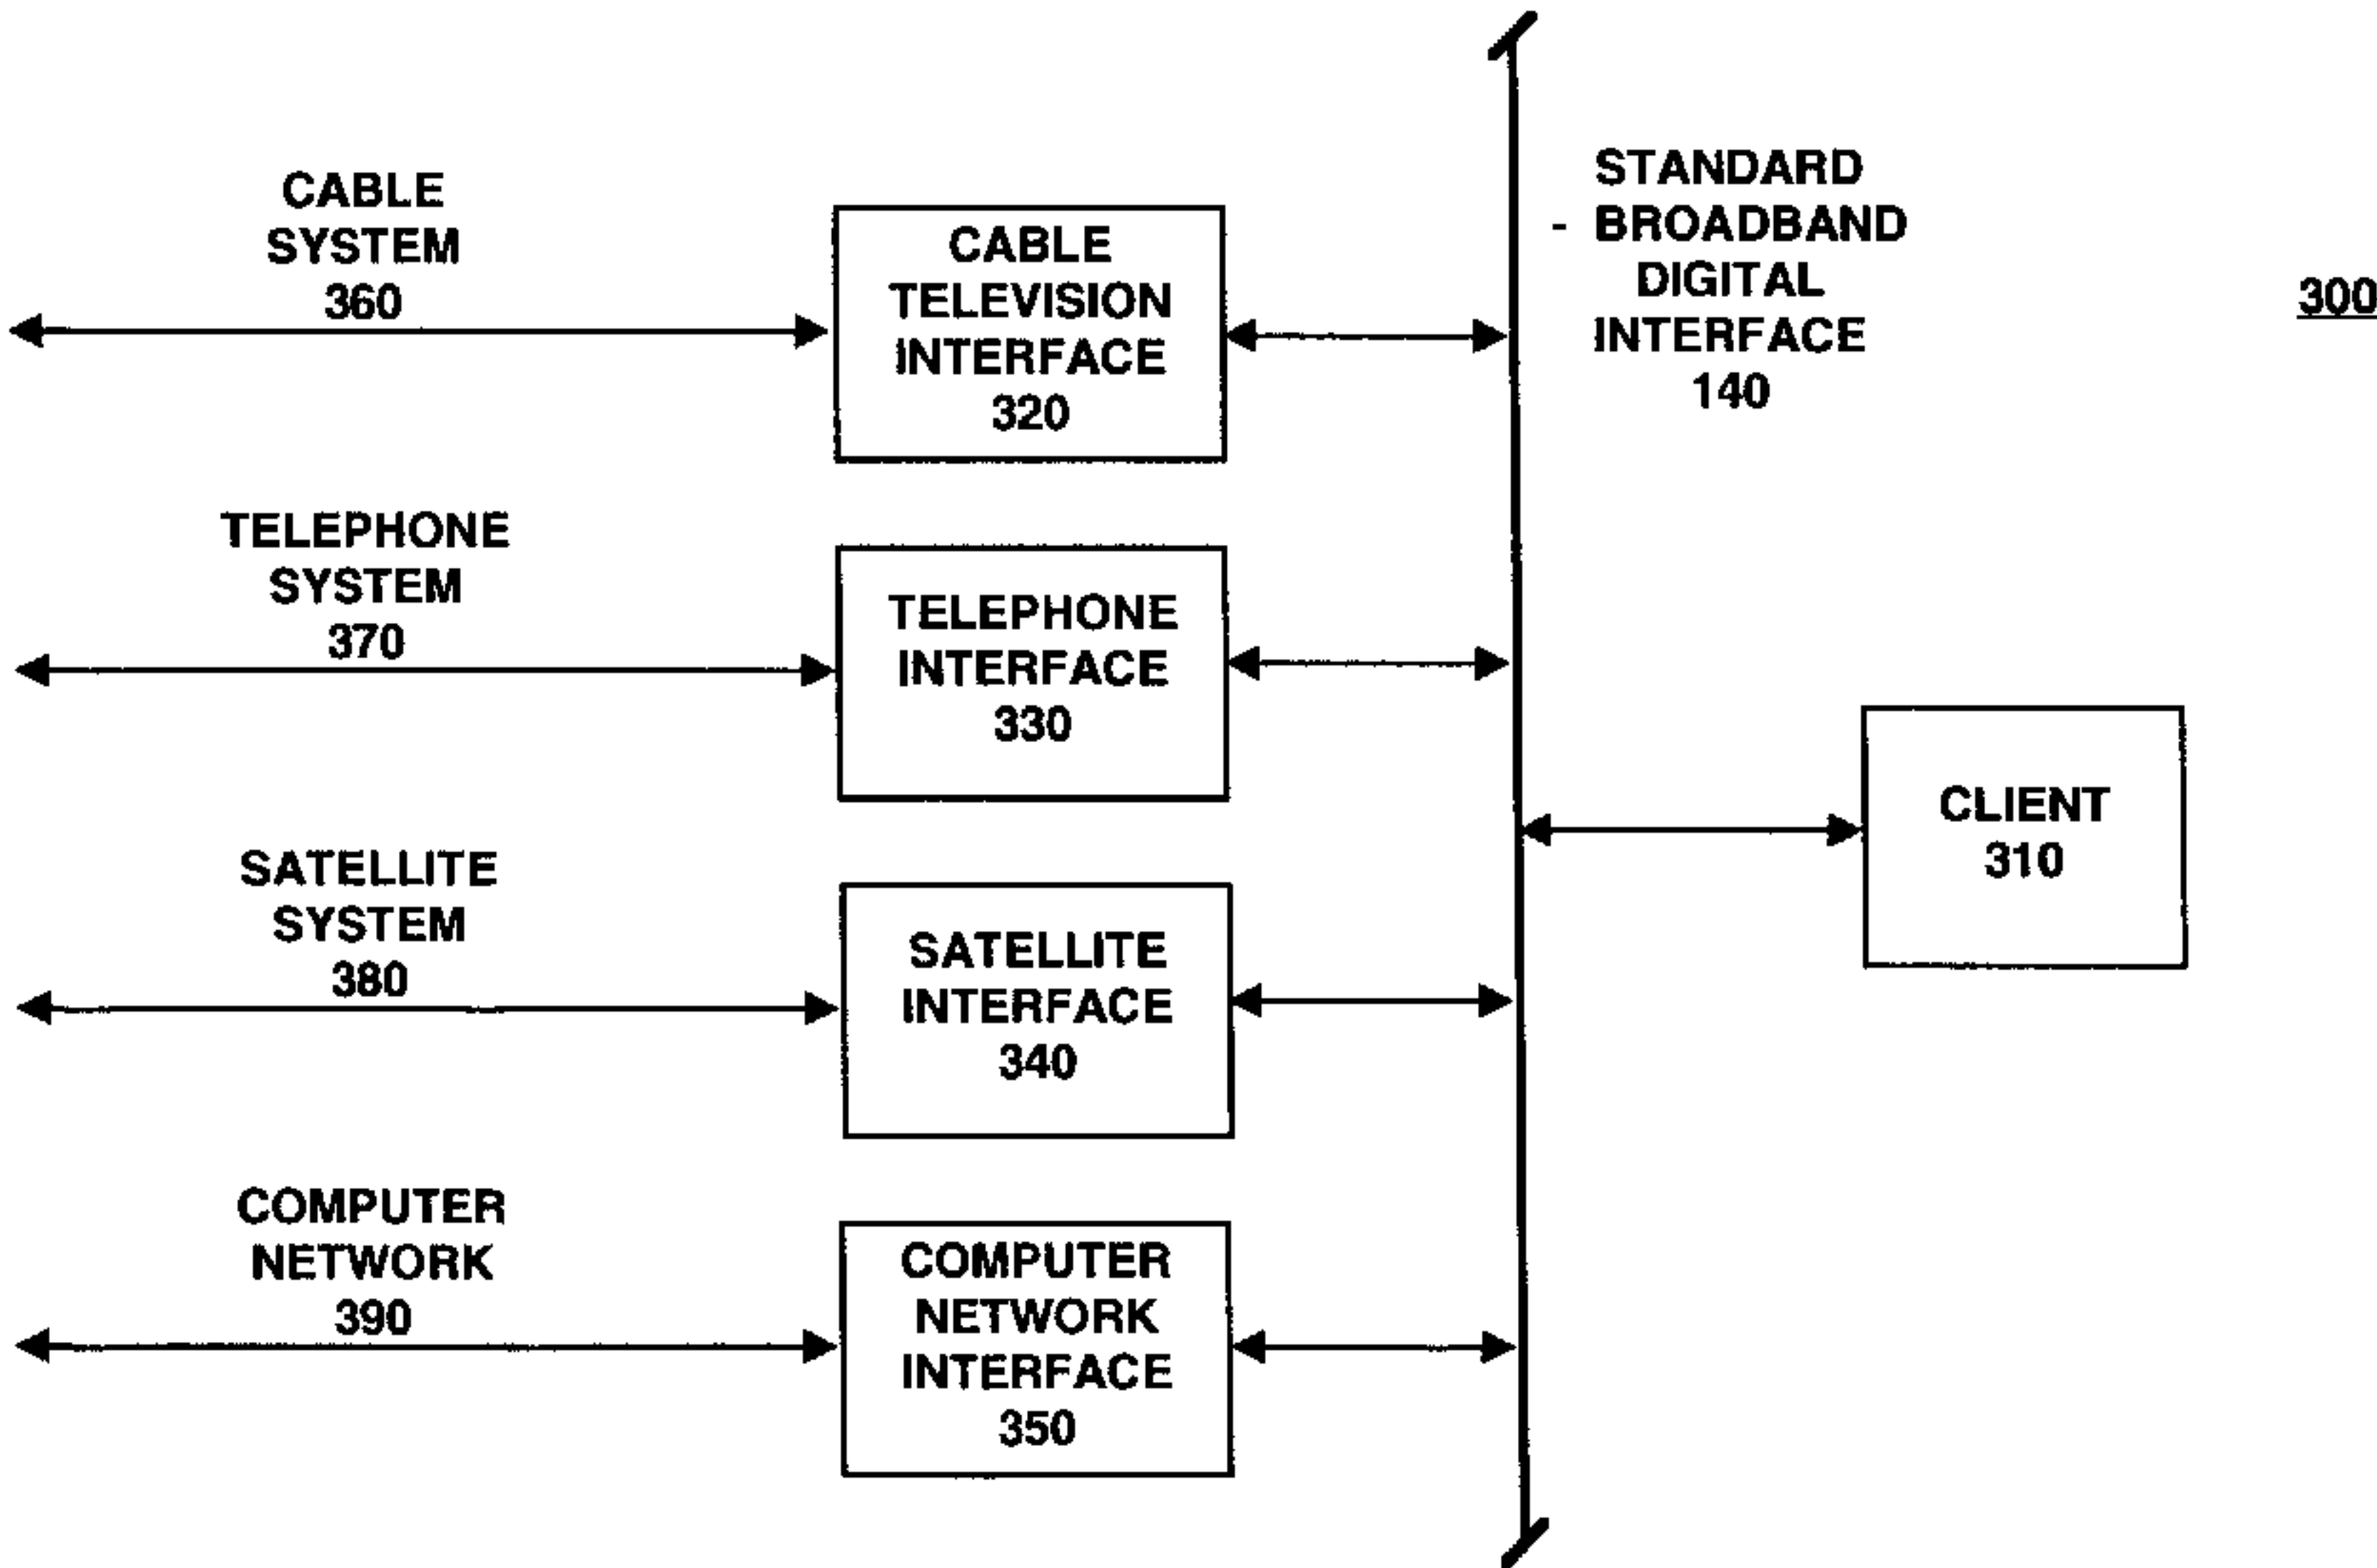 CABLE
SYSTEM
360
CABLE
TELEVISION
INTERFACE
320
STANDARD
- BROADBAND
DIGITAL
INTERFACE
140
300
TELEPHONE
SYSTEM
370
TELEPHONE
INTERFACE
330
CLIENT
310
SATELLITE
SYSTEM
380
SATELLITE
INTERFACE
340
COMPUTER
NETWORK
390
COMPUTER
NETWORK
INTERFACE
350